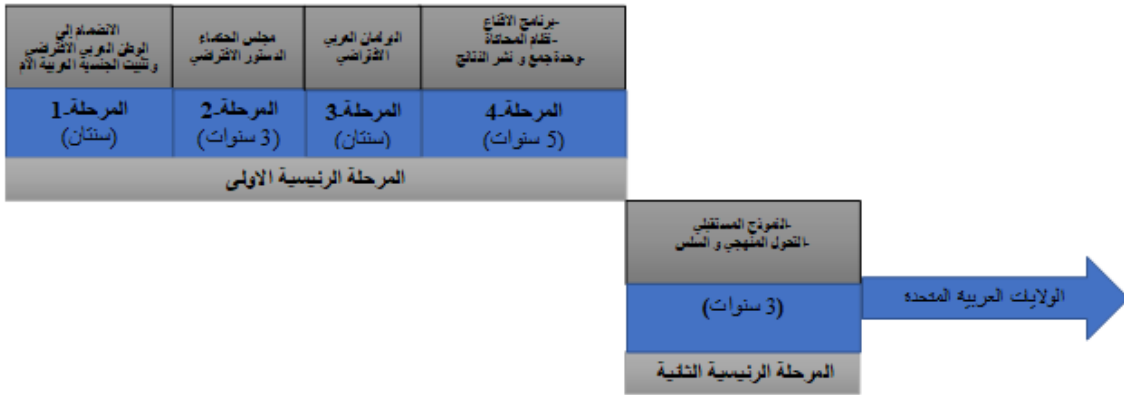 الانضمام إلى
الوطن العربي الافتراضي
و تثبيت الجنسية العربية الأم
المرحلة-1
(سنتان)
مجلس الحكماء
الدستور الافتراضي
المرحلة-2
(3 سنوات)
البرلمان العربي
الافتراضي
المرحلة-3
(سنتان)
-برنامج الاقناع
-نظام المحاكاة
-وحدة جمع و نشر النتائج
المرحلة-4
(5 سنوات)
المرحلة الرئيسية الاولى
-النموذج المستقبلي
-التحول المنهجي و السلس
(3 سنوات)
المرحلة الرئيسية الثانية
الولايات العربية المتحدة